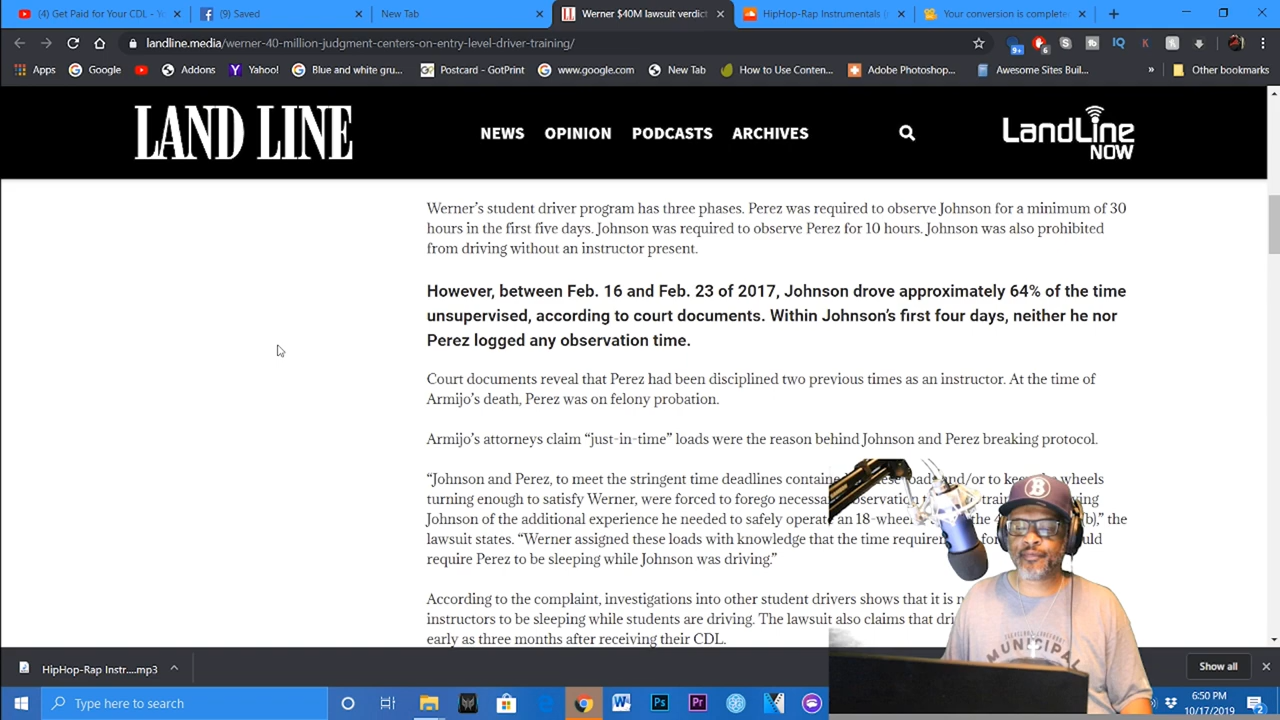 (4) Get Paid for Your CDL - Y
(9) Saved
New Tab
Werner $40M lawsuit verdict
HipHop-Rap Instrumentals (
Your conversion is complete
landline.media/werner-40-million-judgment-centers-on-entry-level-driver-training/
9+
6
IQ
K
Apps
Google
Addons
Yahoo!
Blue and white gru...
Postcard - GotPrint
www.google.com
New Tab
How to Use Conten...
Adobe Photoshop...
Awesome Sites Buil...
»
Other bookmarks
LAND LINE
NEWS
OPINION
PODCASTS
ARCHIVES
LandLine
NOW
Werner's student driver program has three phases. Perez was required to observe Johnson for a minimum of 30
hours in the first five days. Johnson was required to observe Perez for 10 hours. Johnson was also prohibited
from driving without an instructor present.
However, between Feb. 16 and Feb. 23 of 2017, Johnson drove approximately 64% of the time
unsupervised, according to court documents. Within Johnson's first four days, neither he nor
Perez logged any observation time.
Court documents reveal that Perez had been disciplined two previous times as an instructor. At the time of
Armijo's death, Perez was on felony probation.
Armijo's attorneys claim “just-in-time” loads were the reason behind Johnson and Perez breaking protocol.
“Johnson and Perez, to meet the stringent time deadlines and/or to wheels
turning enough to satisfy Werner, were forced to forego
Johnson of the additional experience he needed to safely operate an the
lawsuit states. “Werner assigned these loads with knowledge that the time
require Perez to be sleeping while Johnson was driving.”
According to the complaint, investigations into other student drivers shows that it is
instructors to be sleeping while students are driving. The lawsuit also claims that
early as three months after receiving their CDL.
B
MUNICIPAL
HipHop-Rap Instr....mp3
Show all
Type here to search
6:50 PM
10/17/2019
2